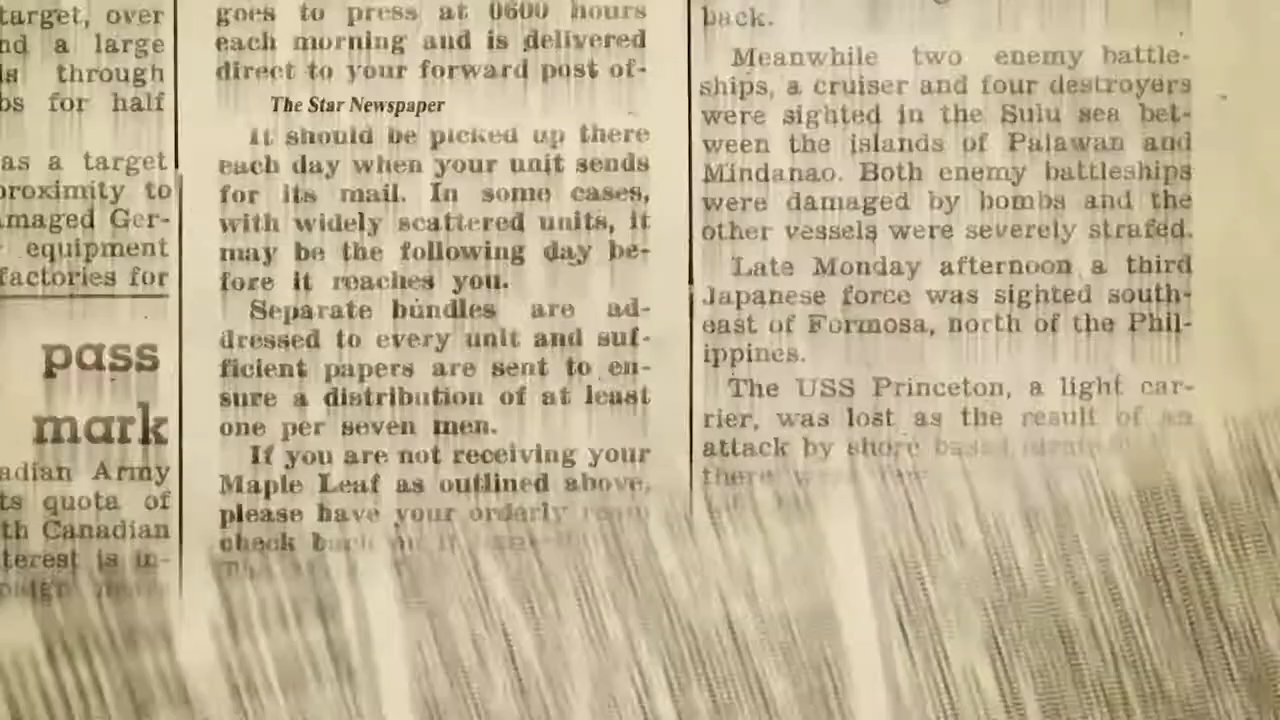 target, over
nd a large
ls through
bs for half
as a target
proximity to
maged Ger-
equipment
factories for
pass
mark
adian Army
ts quota of
th Canadian
terest is in-
goes to press at 0600 hours
each morning and is delivered
direct to your forward post of-
The Star Newspaper
It should be picked up there
each day when your unit sends
for its mail. In some cases,
with widely scattered units, it
may be the following day be-
fore it reaches you.
Separate bundles are ad-
dressed to every unit and suf-
ficient papers are sent to en-
sure a distribution of at least
one per seven men.
If you are not receiving your
Maple Leaf as outlined above,
please have your orderly room
check
back.
Meanwhile two enemy battle-
ships, a cruiser and four destroyers
were sighted in the Sulu sea bet-
ween the islands of Palawan and
Mindanao. Both enemy battleships
were damaged by bombs and the
other vessels were severely strafed.
Late Monday afternoon a third
Japanese force was sighted south-
east of Formosa, north of the Phil-
ippines.
The USS Princeton, a light car-
rier, was lost as the result of an
attack by shore based
there